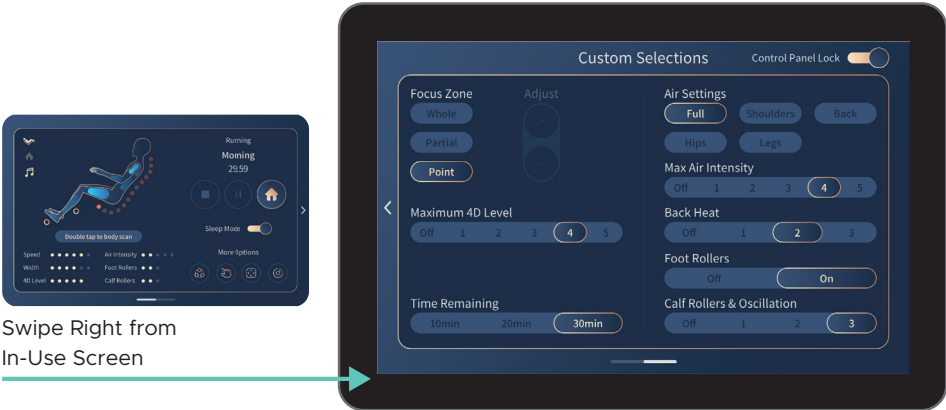 Rurning
Moming
29:59
Sleep Mode
Double tap to body scan
More Options
Speed
Air Intensity
Width
Foot Rollers
4D Level
Calf Rollers
Swipe Right from
In-Use Screen
Custom Selections
Control Panel Lock
Focus Zone
Adjust
Whole
Partial
Point
Maximum 4D Level
Off 1 2 3 4 5
Time Remaining
10min 20min 30min
Air Settings
Full Shoulders Back
Hips Legs
Max Air Intensity
Off 1 2 3 4 5
Back Heat
Off 1 2 3
Foot Rollers
Off On
Calf Rollers & Oscillation
Off 1 2 3